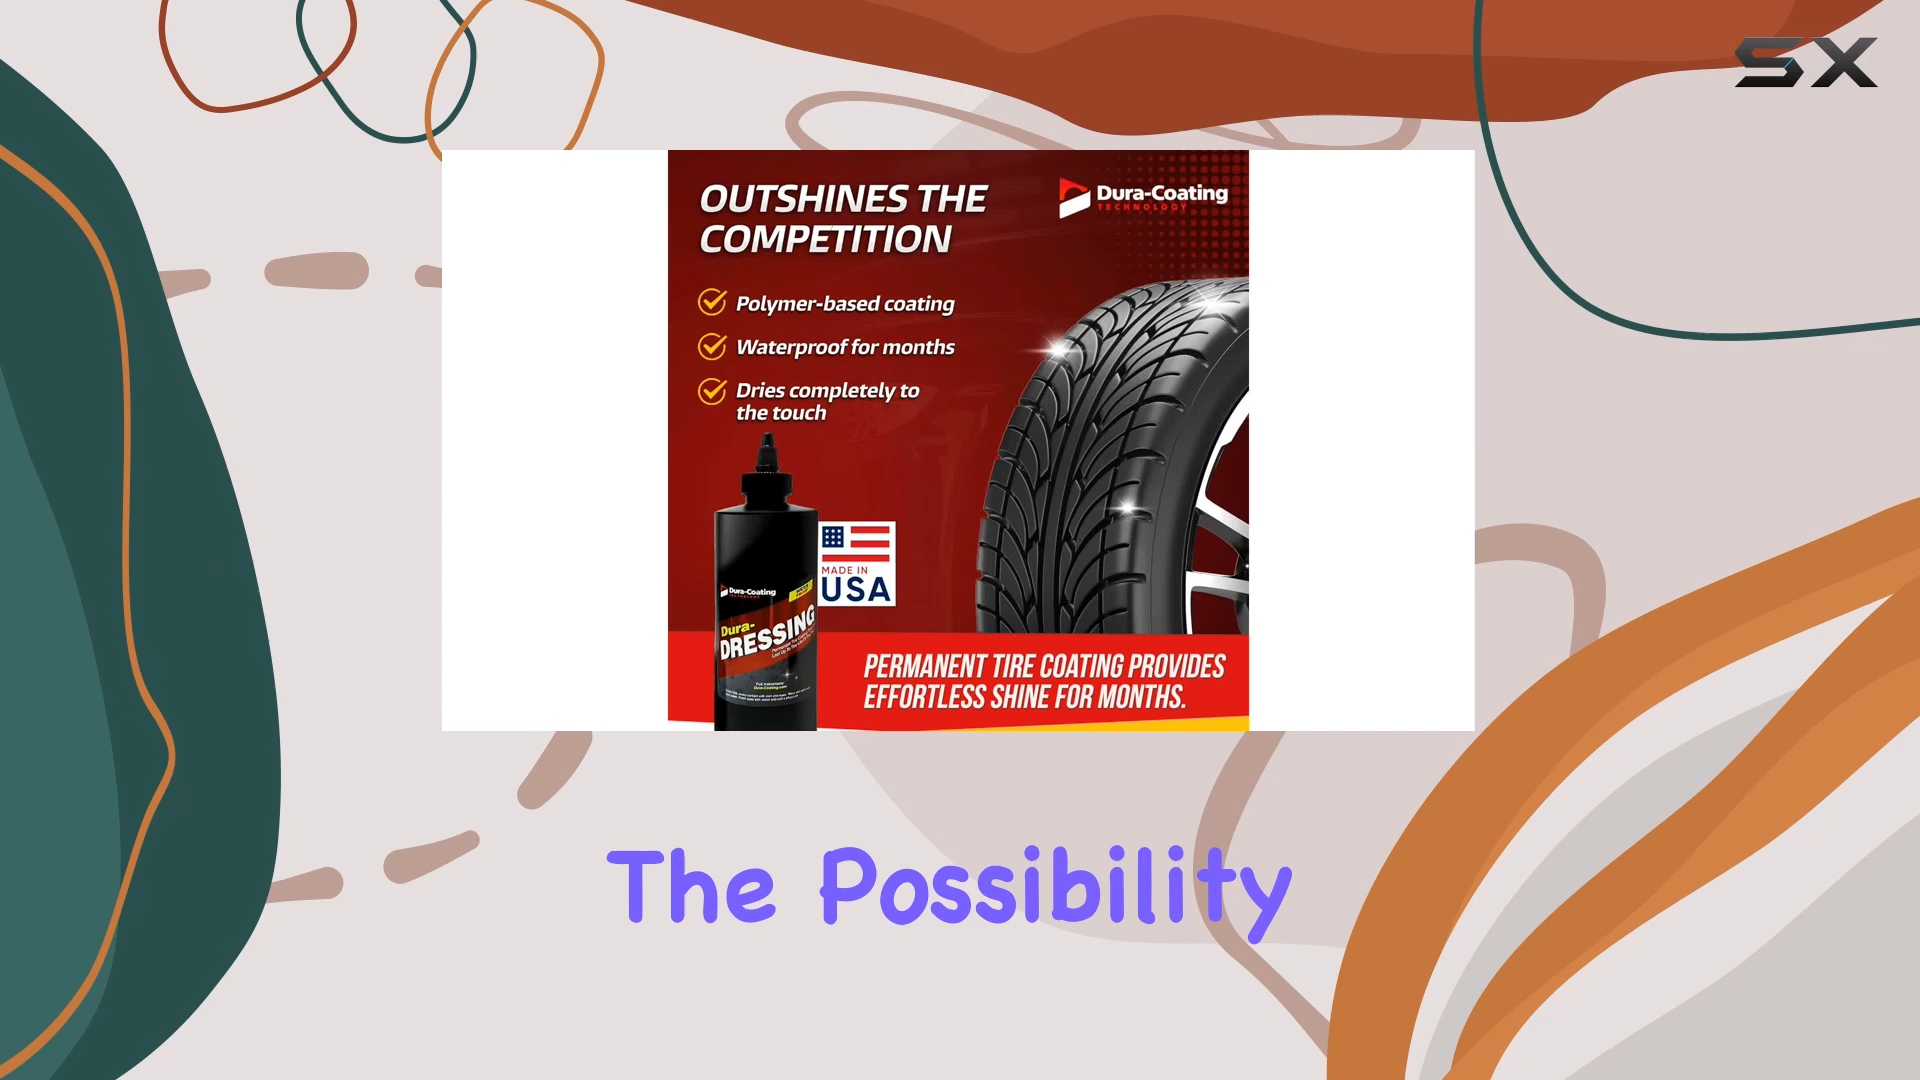 SX
OUTSHINES THE
COMPETITION
Dura-Coating
TECHNOLOGY
Polymer-based coating
Waterproof for months
Dries completely to
the touch
MADE IN
USA
Dura-Coating
TECHNOLOGY
Dura-
DRESSING
PERMANENT TIRE COATING PROVIDES
EFFORTLESS SHINE FOR MONTHS.
The Possibility